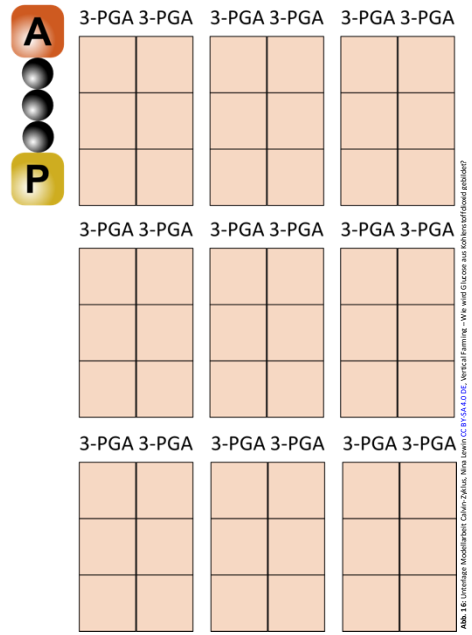 A
P
3-PGA 3-PGA 3-PGA 3-PGA 3-PGA 3-PGA
3-PGA 3-PGA 3-PGA 3-PGA 3-PGA 3-PGA
3-PGA 3-PGA 3-PGA 3-PGA 3-PGA 3-PGA
Abb. 16: Unterlage Modellarbeit Calvin-Zyklus, Nina Lewin CC BY-SA 4.0 DE, Vertical Farming – Wie wird Glucose aus Kohlenstoffdioxid gebildet?